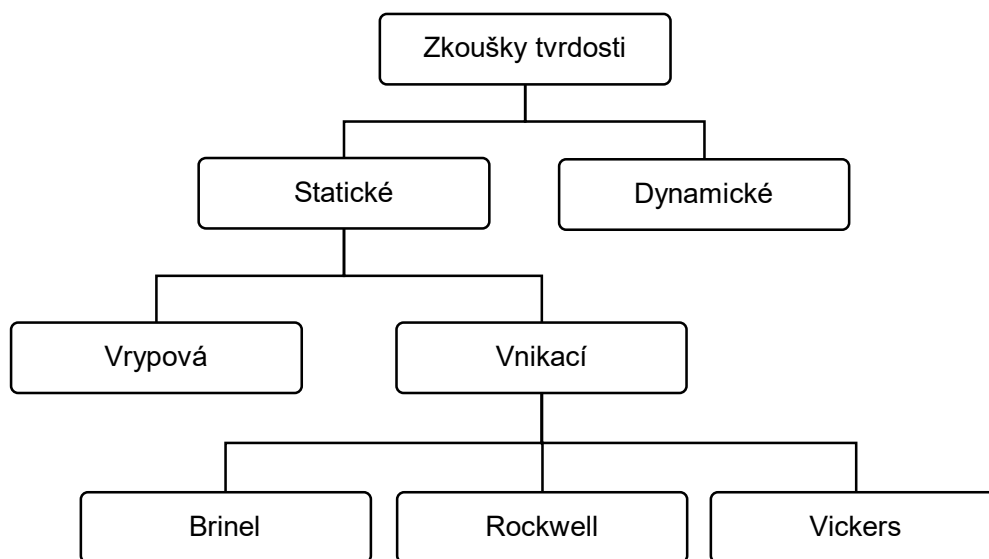 Zkoušky tvrdosti
Statické
Dynamické
Vrypová
Vnikací
Brinel
Rockwell
Vickers